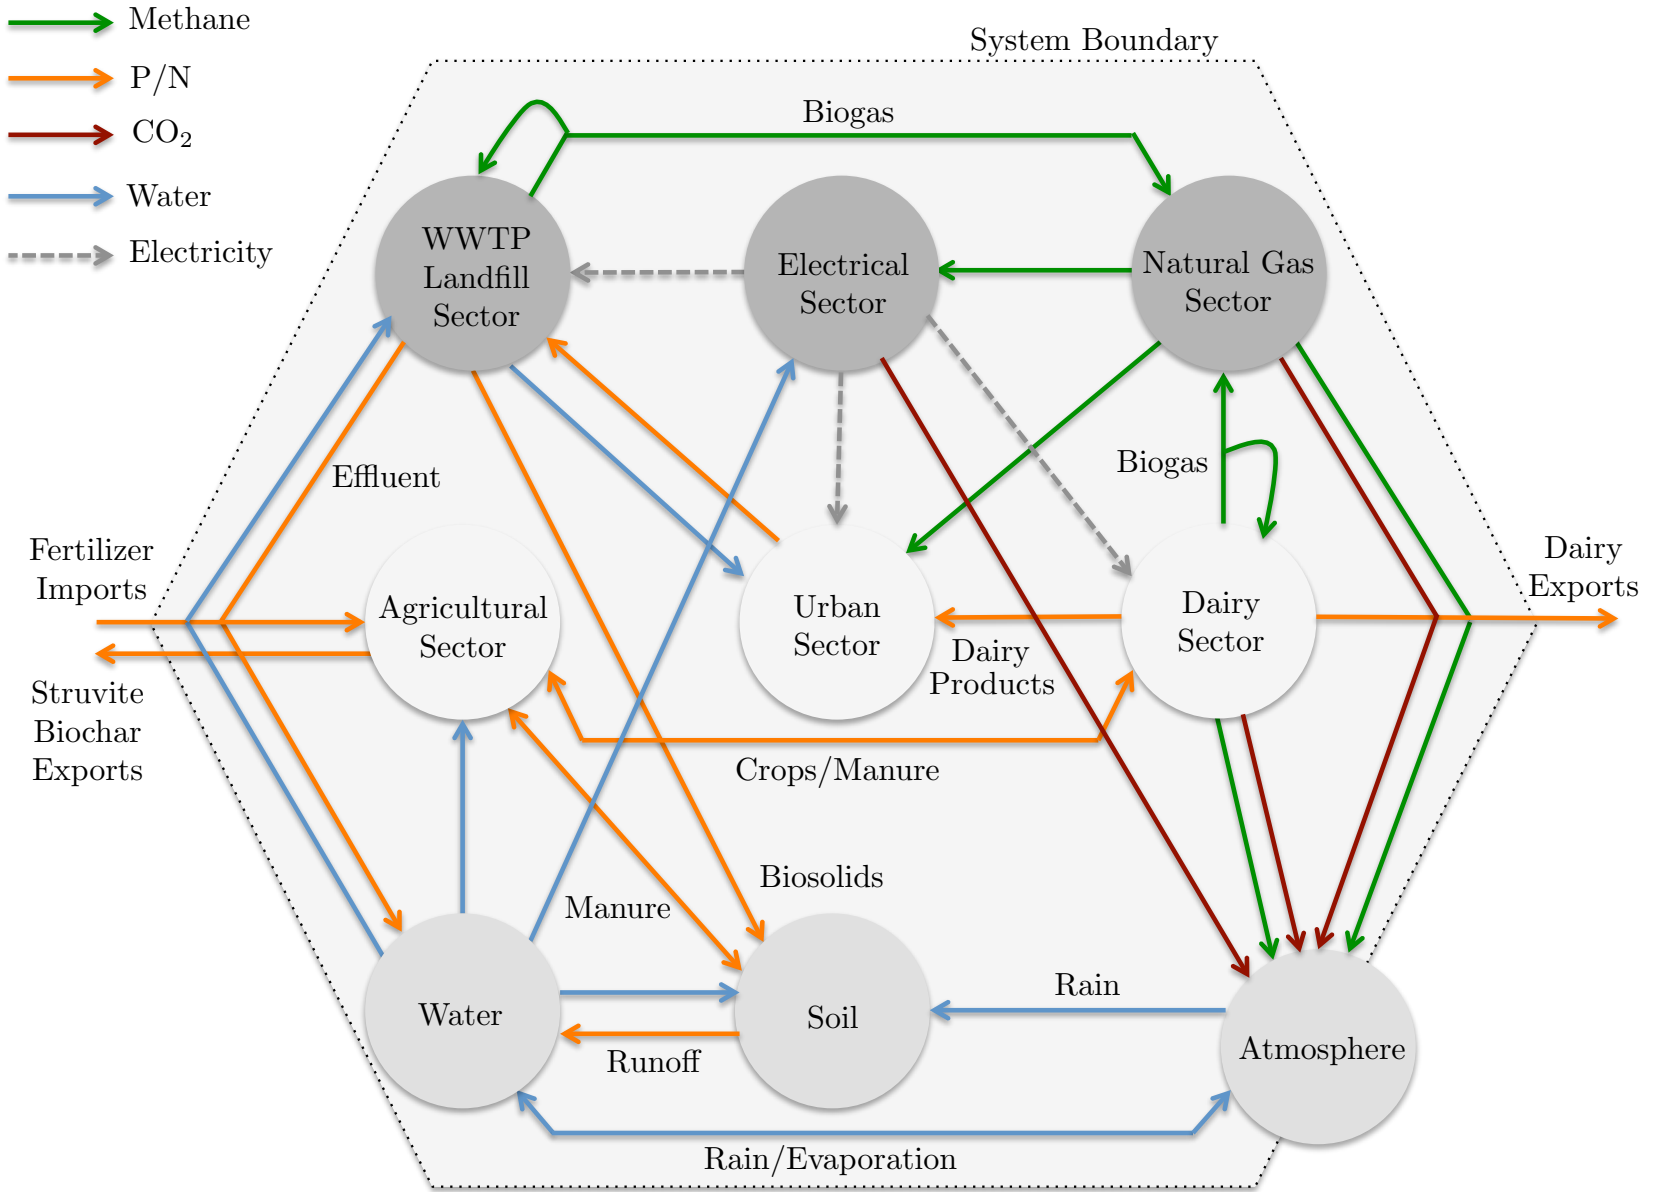 Methane
P/N
CO₂
Water
Electricity
System Boundary
Biogas
WWTP
Landfill
Sector
Electrical
Sector
Natural Gas
Sector
Effluent
Biogas
Fertilizer
Imports
Dairy
Exports
Agricultural
Sector
Urban
Sector
Dairy
Sector
Dairy
Products
Struvite
Biochar
Exports
Crops/Manure
Biosolids
Manure
Rain
Water
Soil
Atmosphere
Runoff
Rain/Evaporation